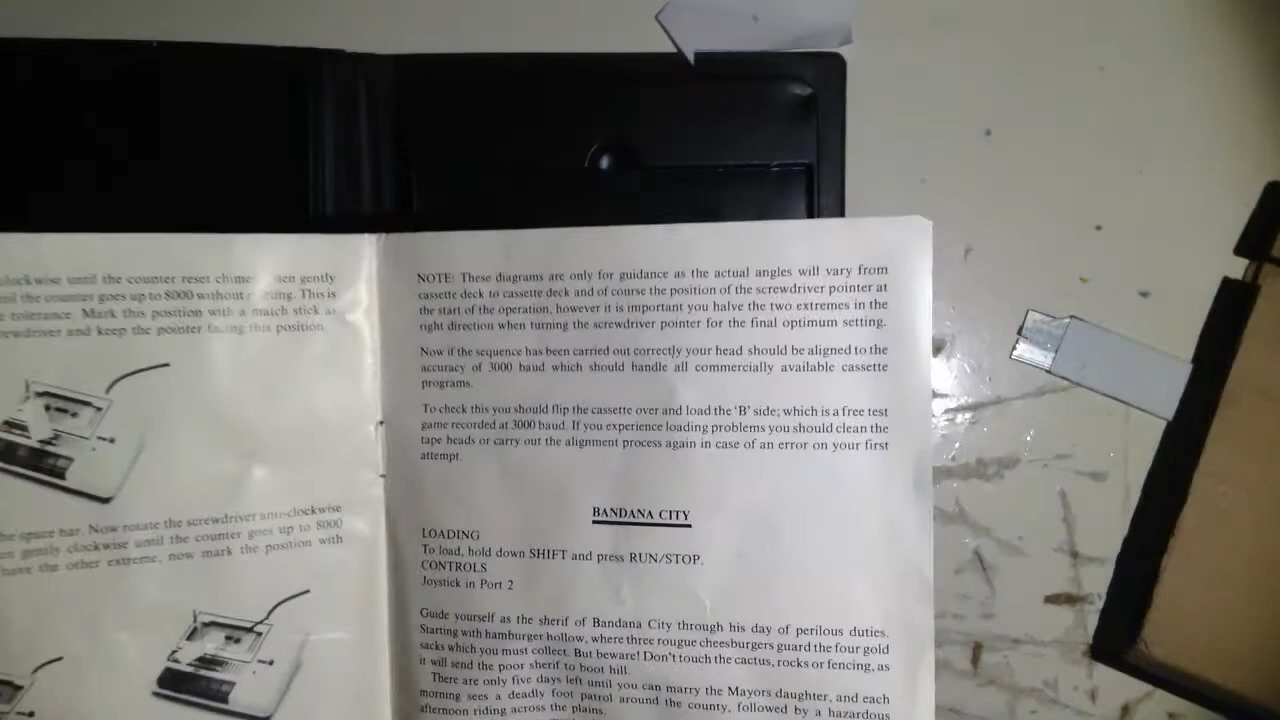 clockwise until the counter reset chime gently
the counter goes up to 8000 without This is
tolerance. Mark this position with a match stick
and keep the pointer facing this position
the space bar. Now rotate the screwdriver anti-clockwise
gently clockwise until the counter goes up to 8000
have the other extreme, now mark the position with
NOTE: These diagrams are only for guidance as the actual angles will vary from
cassette deck to cassette deck and of course the position of the screwdriver pointer at
the start of the operation, however it is important you halve the two extremes in the
right direction when turning the screwdriver pointer for the final optimum setting.
Now if the sequence has been carried out correctly your head should be aligned to the
accuracy of 3000 baud which should handle all commercially available cassette
programs.
To check this you should flip the cassette over and load the 'B' side; which is a free test
game recorded at 3000 baud. If you experience loading problems you should clean the
tape heads or carry out the alignment process again in case of an error on your first
attempt.
BANDANA CITY
LOADING
To load, hold down SHIFT and press RUN/STOP.
CONTROLS
Joystick in Port 2
Guide yourself as the sherif of Bandana City through his day of perilous duties.
Starting with hamburger hollow, where three rougue cheesburgers guard the four gold
sacks which you must collect. But beware! Don't touch the cactus, rocks or fencing, as
it will send the poor sherif to boot hill.
There are only five days left until you can marry the Mayors daughter, and each
morning sees a deadly foot patrol around the county, followed by a hazardous
afternoon riding across the plains.